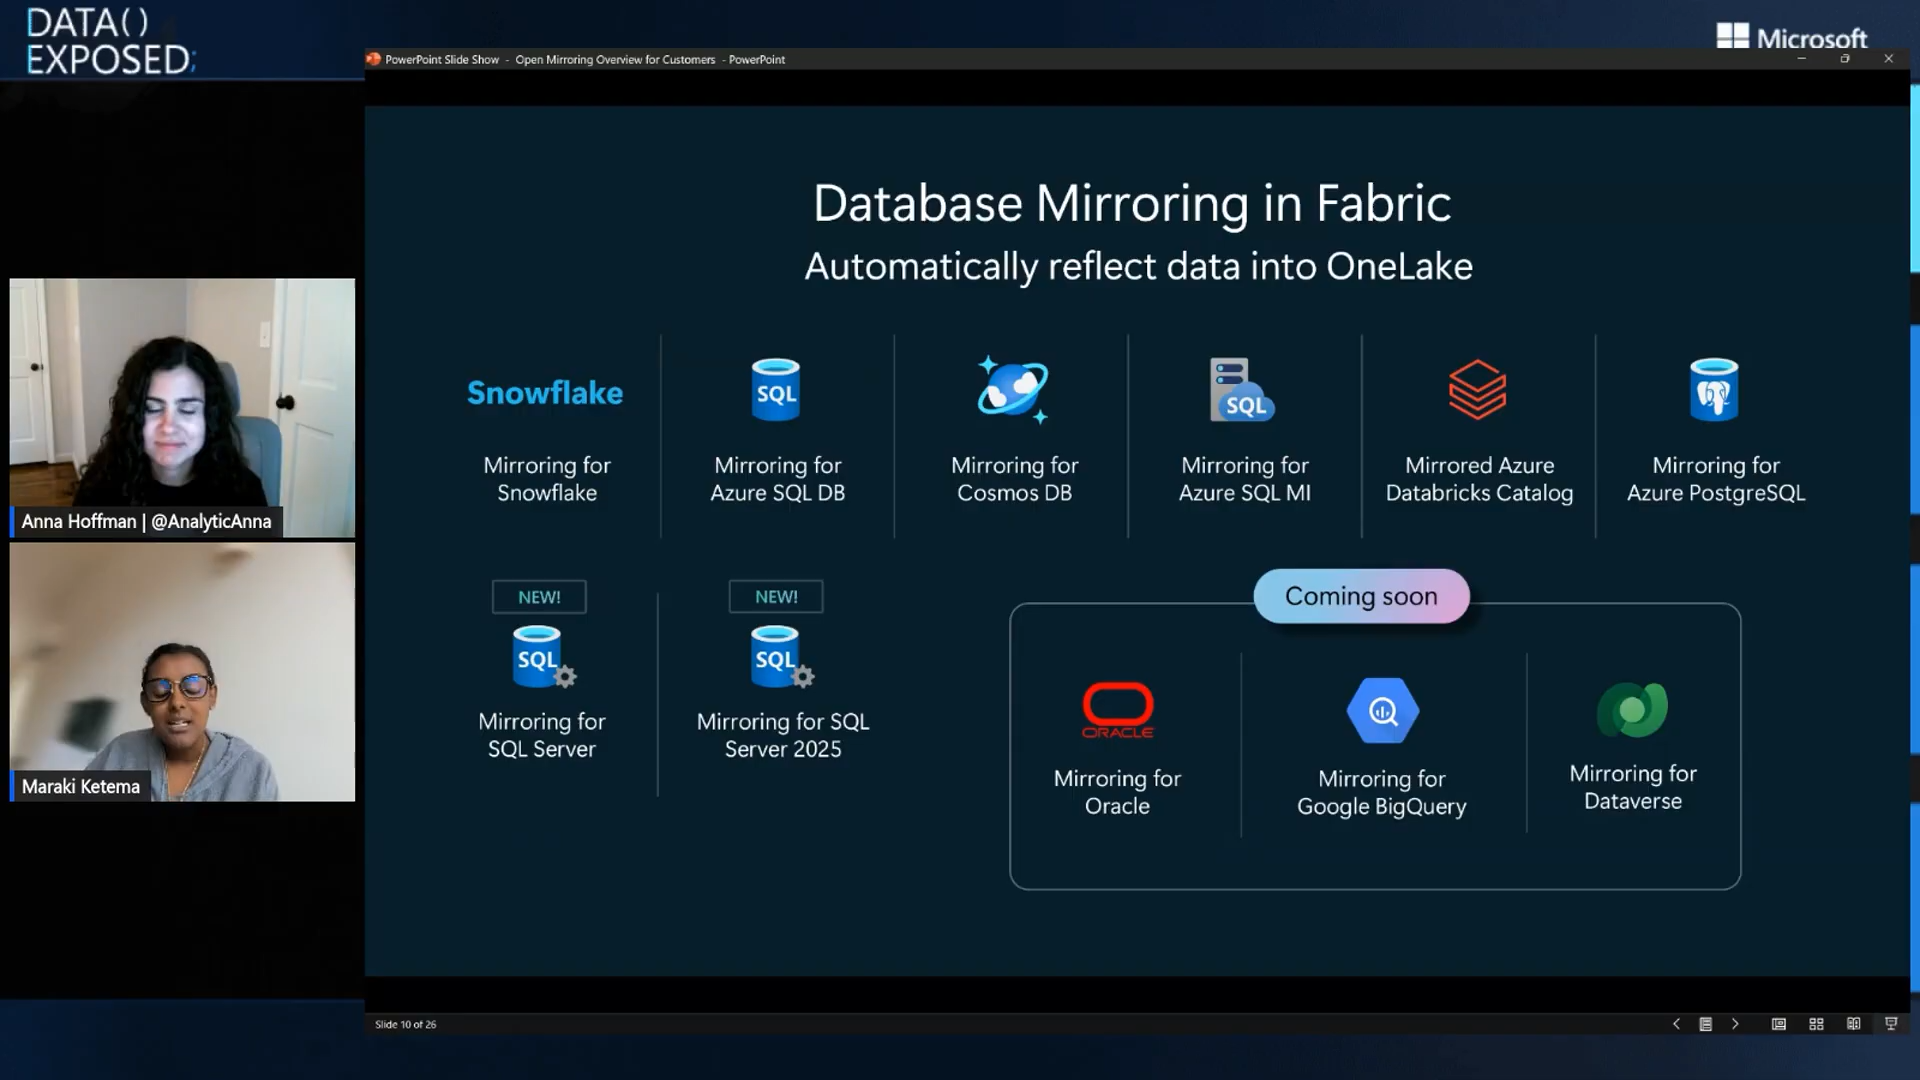 DATA()
EXPOSED;
Microsoft
PowerPoint Slide Show - Open Mirroring Overview for Customers - PowerPoint
Database Mirroring in Fabric
Automatically reflect data into OneLake
Snowflake
Mirroring for
Snowflake
SQL
Mirroring for
Azure SQL DB
Mirroring for
Cosmos DB
SQL
Mirroring for
Azure SQL MI
Mirrored Azure
Databricks Catalog
Mirroring for
Azure PostgreSQL
NEW!
SQL
Mirroring for
SQL Server
NEW!
SQL
Mirroring for SQL
Server 2025
Coming soon
ORACLE
Mirroring for
Oracle
Mirroring for
Google BigQuery
Mirroring for
Dataverse
Anna Hoffman | @AnalyticAnna
Maraki Ketema
Slide 10 of 26